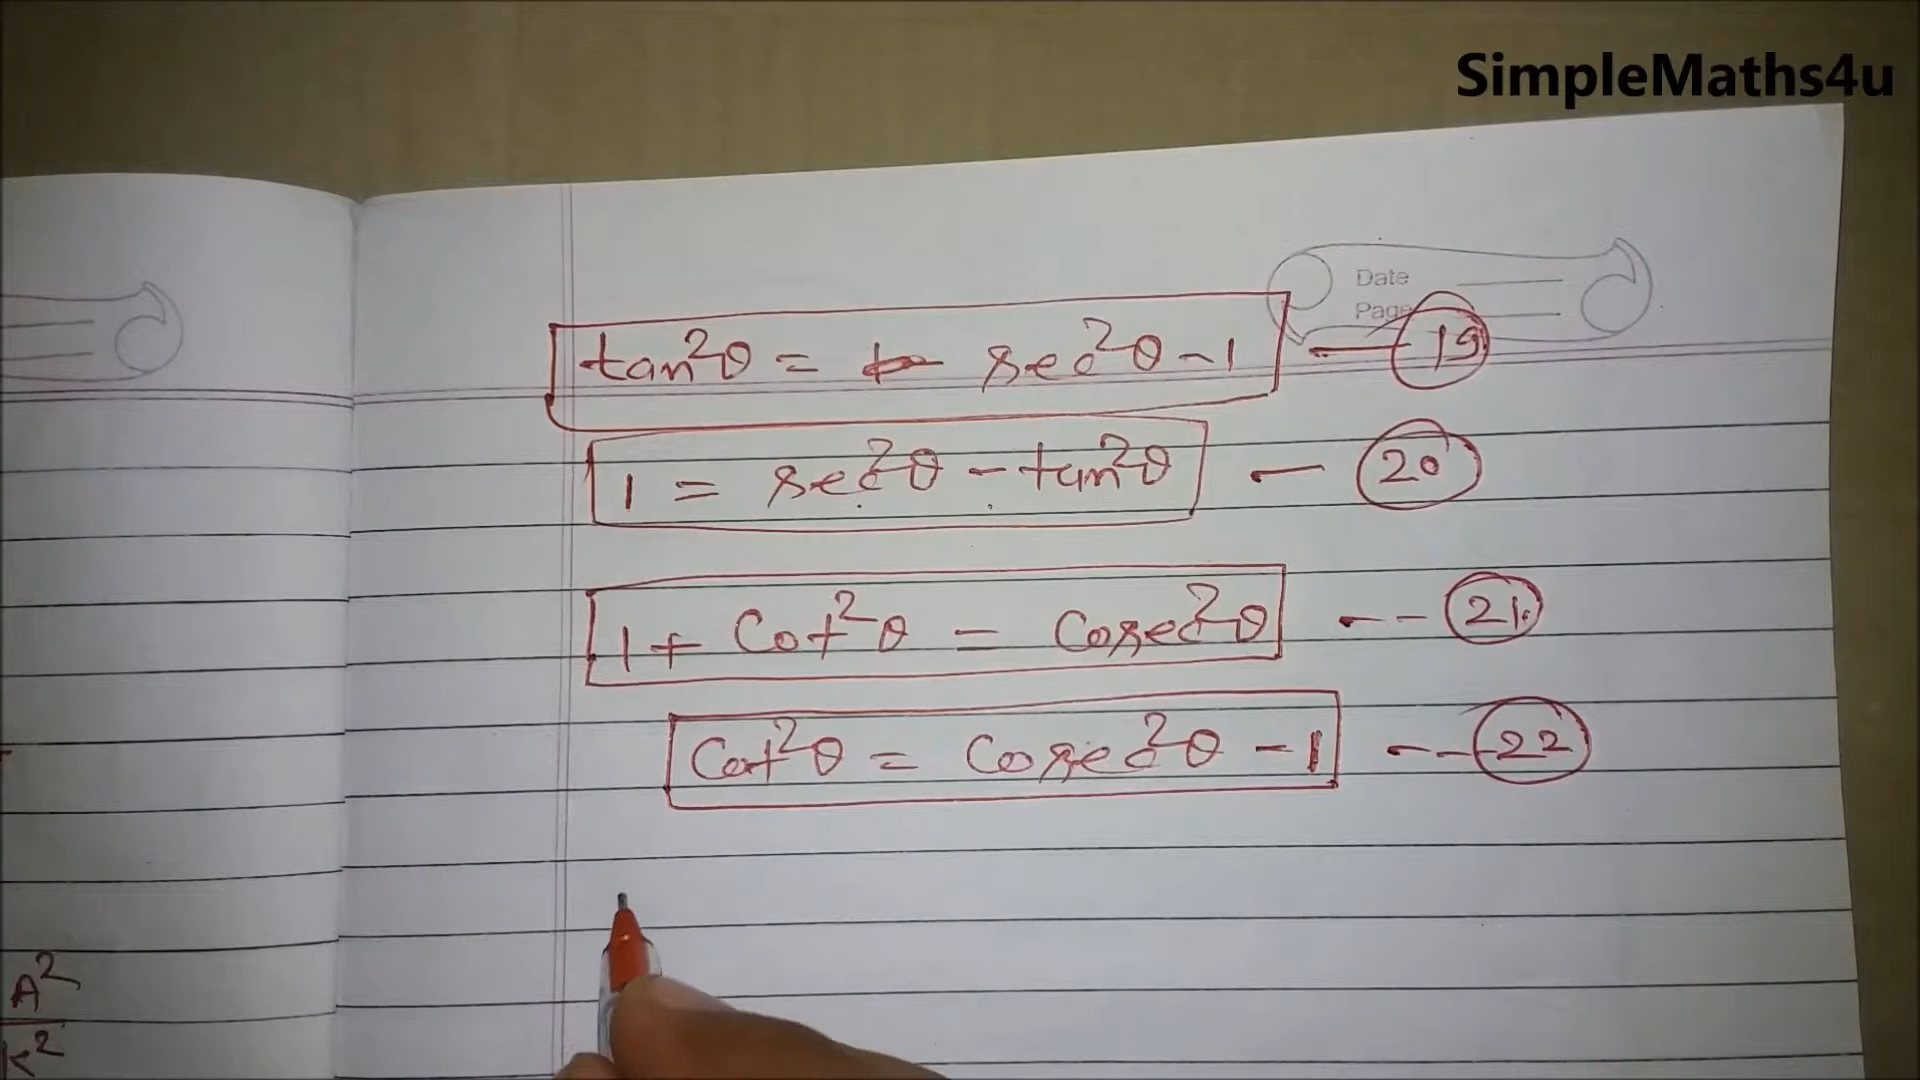 SimpleMaths4u
Date
Page
tan²θ = sec²θ - 1 — 19
1 = sec²θ - tan²θ — 20
1 + Cot²θ = Cosec²θ -- 21.
Cot²θ = Cosec²θ - 1 -- 22
A²
K²